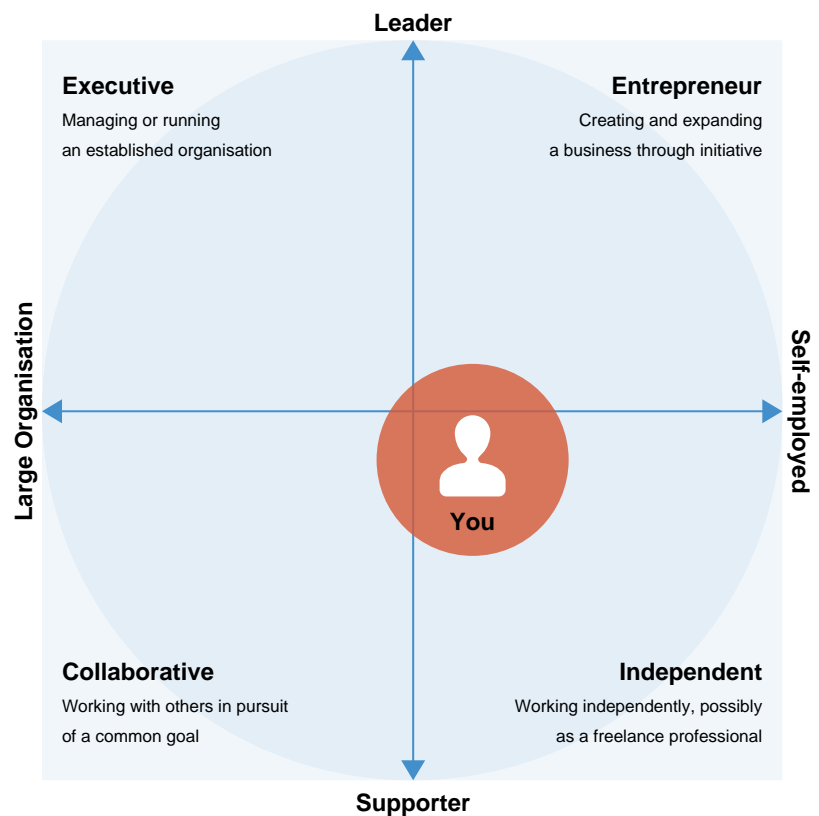 Leader
Executive
Managing or running
an established organisation
Entrepreneur
Creating and expanding
a business through initiative
Large Organisation
Self-employed
You
Collaborative
Working with others in pursuit
of a common goal
Independent
Working independently, possibly
as a freelance professional
Supporter